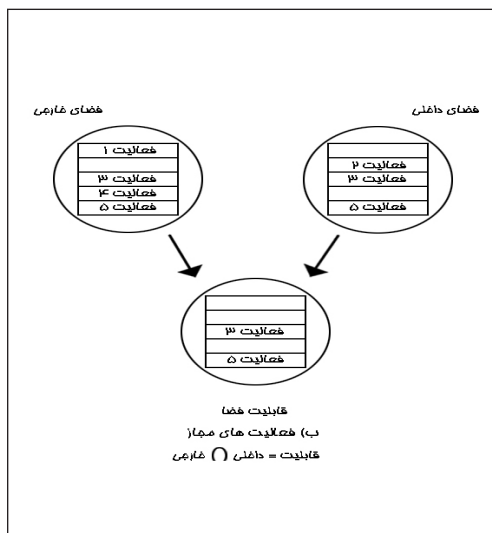 فضای داخلی
فضای خارجی
فعالیت ۲
فعالیت ۳
فعالیت ۵
فعالیت ۱
فعالیت ۳
فعالیت ۴
فعالیت ۵
فعالیت ۳
فعالیت ۵
قابلیت فضا
ب) فعالیت های مجاز
قابلیت = داخلی ∩ خارجی